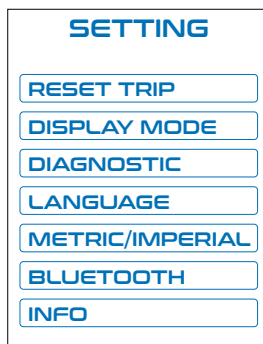 SETTING
RESET TRIP
DISPLAY MODE
DIAGNOSTIC
LANGUAGE
METRIC/IMPERIAL
BLUETOOTH
INFO